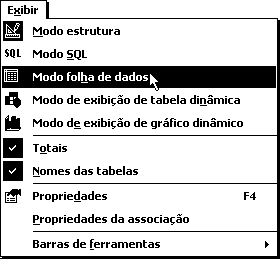 Exibir
Modo estrutura
SQL Modo SQL
Modo folha de dados
Modo de exibição de tabela dinâmica
Modo de exibição de gráfico dinâmico
Totais
Nomes das tabelas
Propriedades F4
Propriedades da associação
Barras de ferramentas